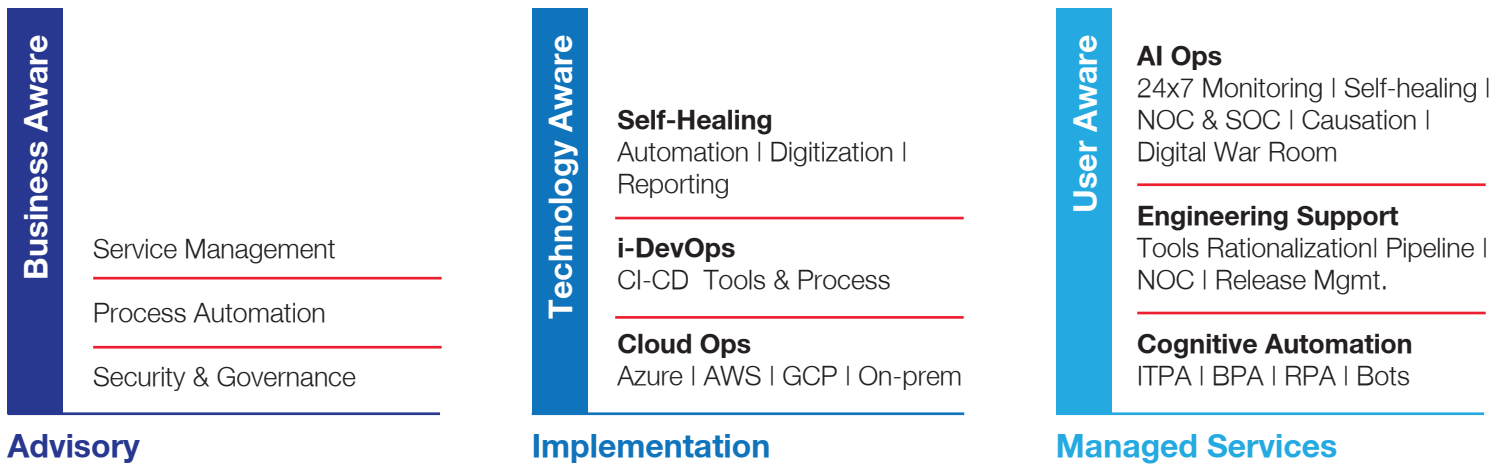 Business Aware
Service Management
Process Automation
Security & Governance
Advisory
Technology Aware
Self-Healing
Automation | Digitization |
Reporting
i-DevOps
CI-CD Tools & Process
Cloud Ops
Azure | AWS | GCP | On-prem
Implementation
User Aware
AI Ops
24x7 Monitoring | Self-healing |
NOC & SOC | Causation |
Digital War Room
Engineering Support
Tools Rationalization| Pipeline |
NOC | Release Mgmt.
Cognitive Automation
ITPA | BPA | RPA | Bots
Managed Services